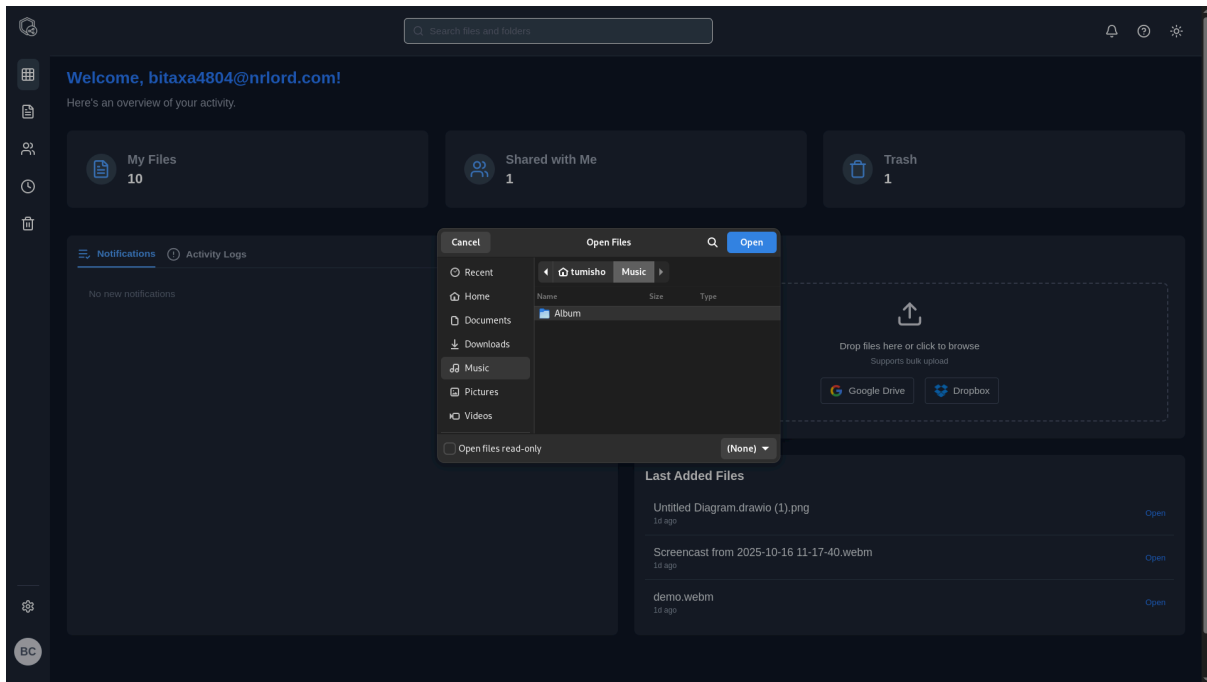 Search files and folders
Welcome, bitaxa4804@nrlord.com!
Here's an overview of your activity.
My Files
10
Shared with Me
1
Trash
1
Notifications
Activity Logs
No new notifications
Cancel
Open Files
Open
Recent
Home
Documents
Downloads
Music
Pictures
Videos
tumisho
Music
Name
Size
Type
Album
Open files read-only
(None)
Drop files here or click to browse
Supports bulk upload
Google Drive
Dropbox
Last Added Files
Untitled Diagram.drawio (1).png
1d ago
Open
Screencast from 2025-10-16 11-17-40.webm
1d ago
Open
demo.webm
1d ago
Open
BC